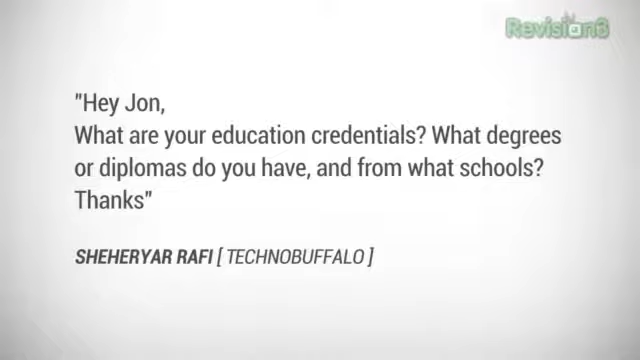 Revision3
"Hey Jon,
What are your education credentials? What degrees
or diplomas do you have, and from what schools?
Thanks"
SHEHERYAR RAFI [ TECHNOBUFFALO ]